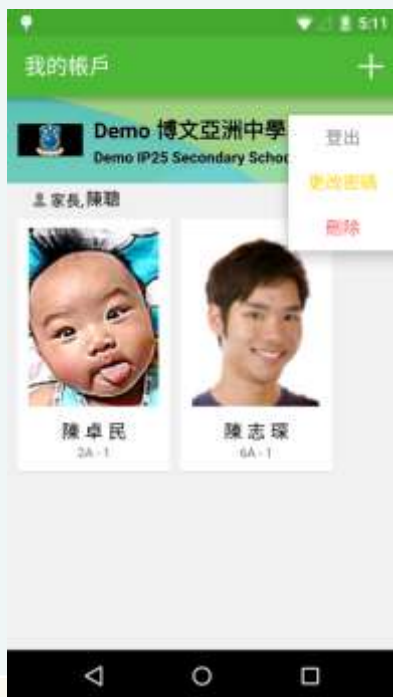 5:11
我的帳戶
Demo 博文亞洲中學
Demo IP25 Secondary Schoo
登出
更改密碼
刪除
家長,陳聰
陳卓民
2A - 1
陳志琛
6A - 1